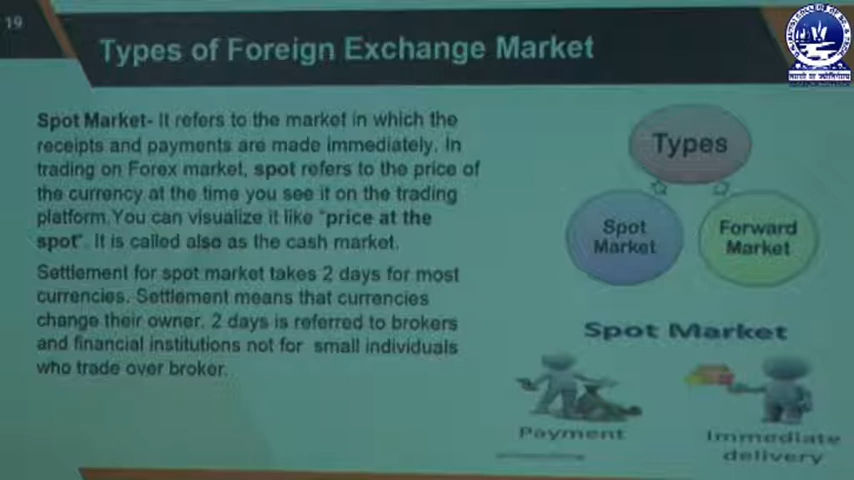 19
Types of Foreign Exchange Market
Spot Market- It refers to the market in which the
receipts and payments are made immediately. In
trading on Forex market, spot refers to the price of
the currency at the time you see it on the trading
platform.You can visualize it like "price at the
spot". It is called also as the cash market.
Settlement for spot market takes 2 days for most
currencies. Settlement means that currencies
change their owner. 2 days is referred to brokers
and financial institutions not for small individuals
who trade over broker.
Types
Spot
Market
Forward
Market
Spot Market
Payment
Immediate
delivery